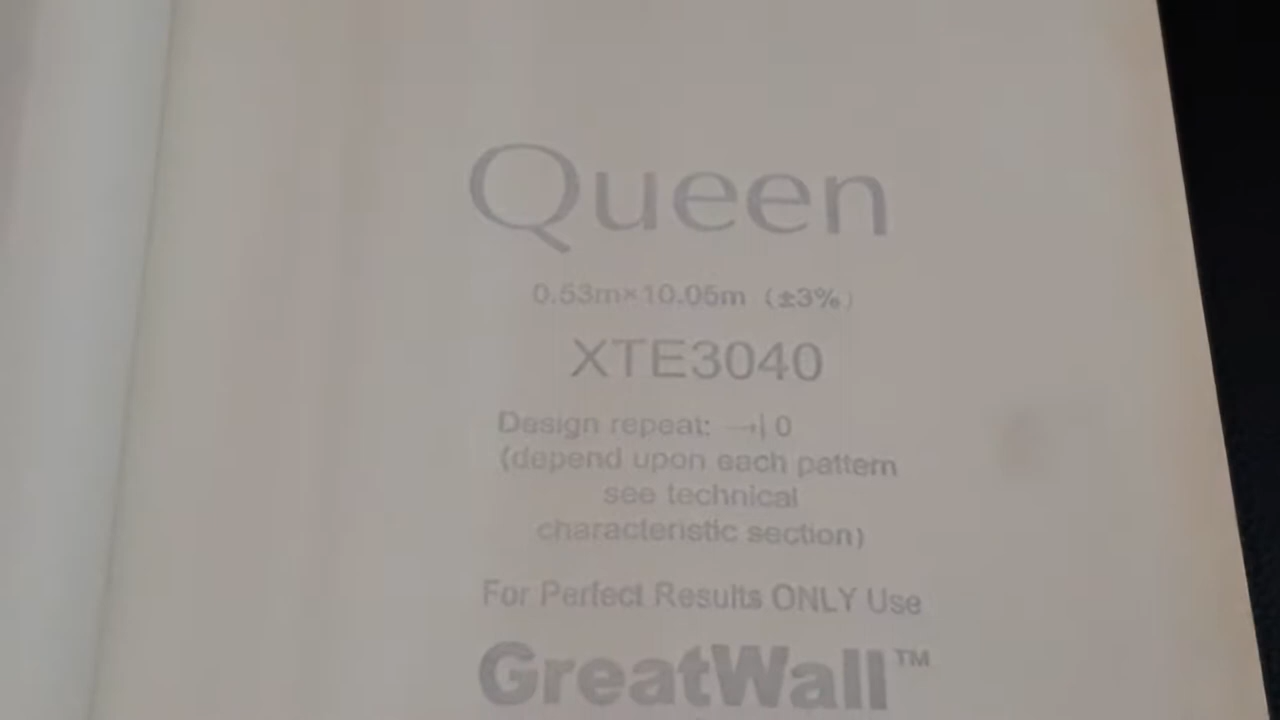 Queen
0.53m×10.05m (±3%)
XTE3040
Design repeat: →| 0
(depend upon each pattern
see technical
characteristic section)
For Perfect Results ONLY Use
GreatWall™